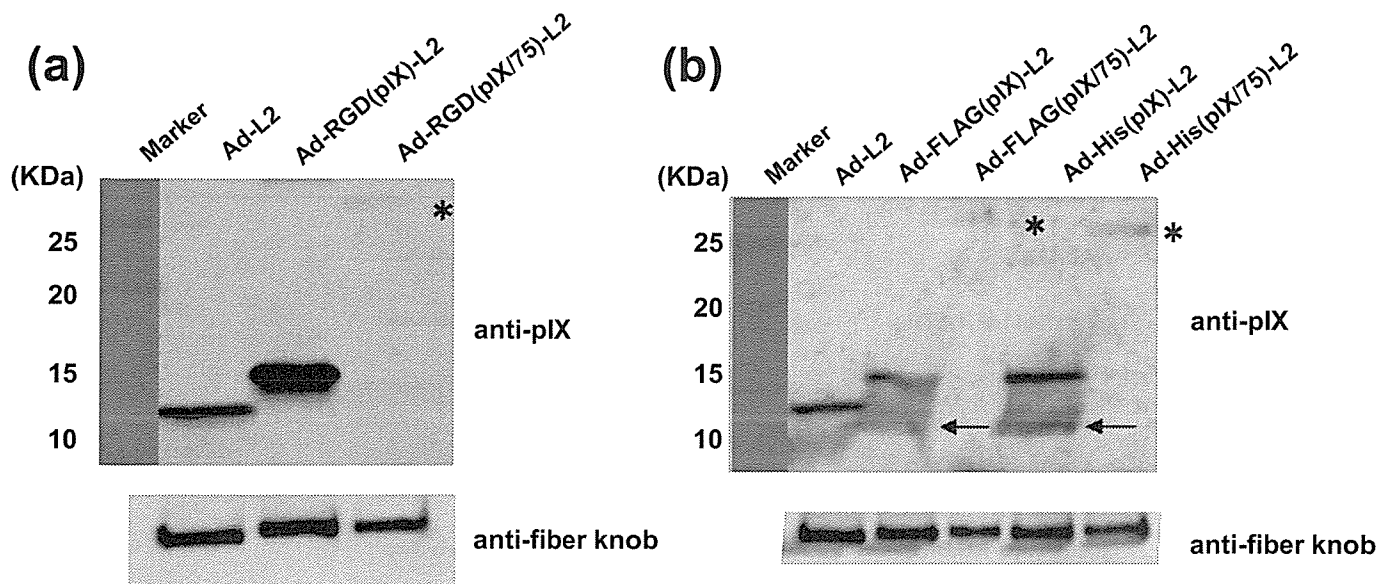 (a)
Marker
Ad-L2
Ad-RGD(pIX)-L2
Ad-RGD(pIX/75)-L2
(KDa)
25
20
15
10
*
anti-pIX
anti-fiber knob
(b)
Marker
Ad-L2
Ad-FLAG(pIX)-L2
Ad-FLAG(pIX/75)-L2
Ad-His(pIX)-L2
Ad-His(pIX/75)-L2
(KDa)
25
20
15
10
*
*
anti-pIX
anti-fiber knob